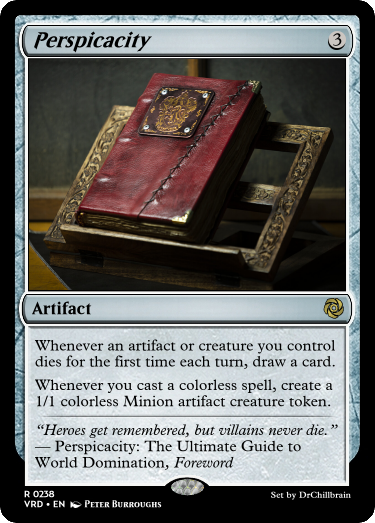 Perspicacity
3
Artifact
Whenever an artifact or creature you control
dies for the first time each turn, draw a card.
Whenever you cast a colorless spell, create a
1/1 colorless Minion artifact creature token.
“Heroes get remembered, but villains never die.”
— Perspicacity: The Ultimate Guide to
World Domination, Foreword
R 0238
VRD • EN Peter Burroughs
Set by DrChillbrain